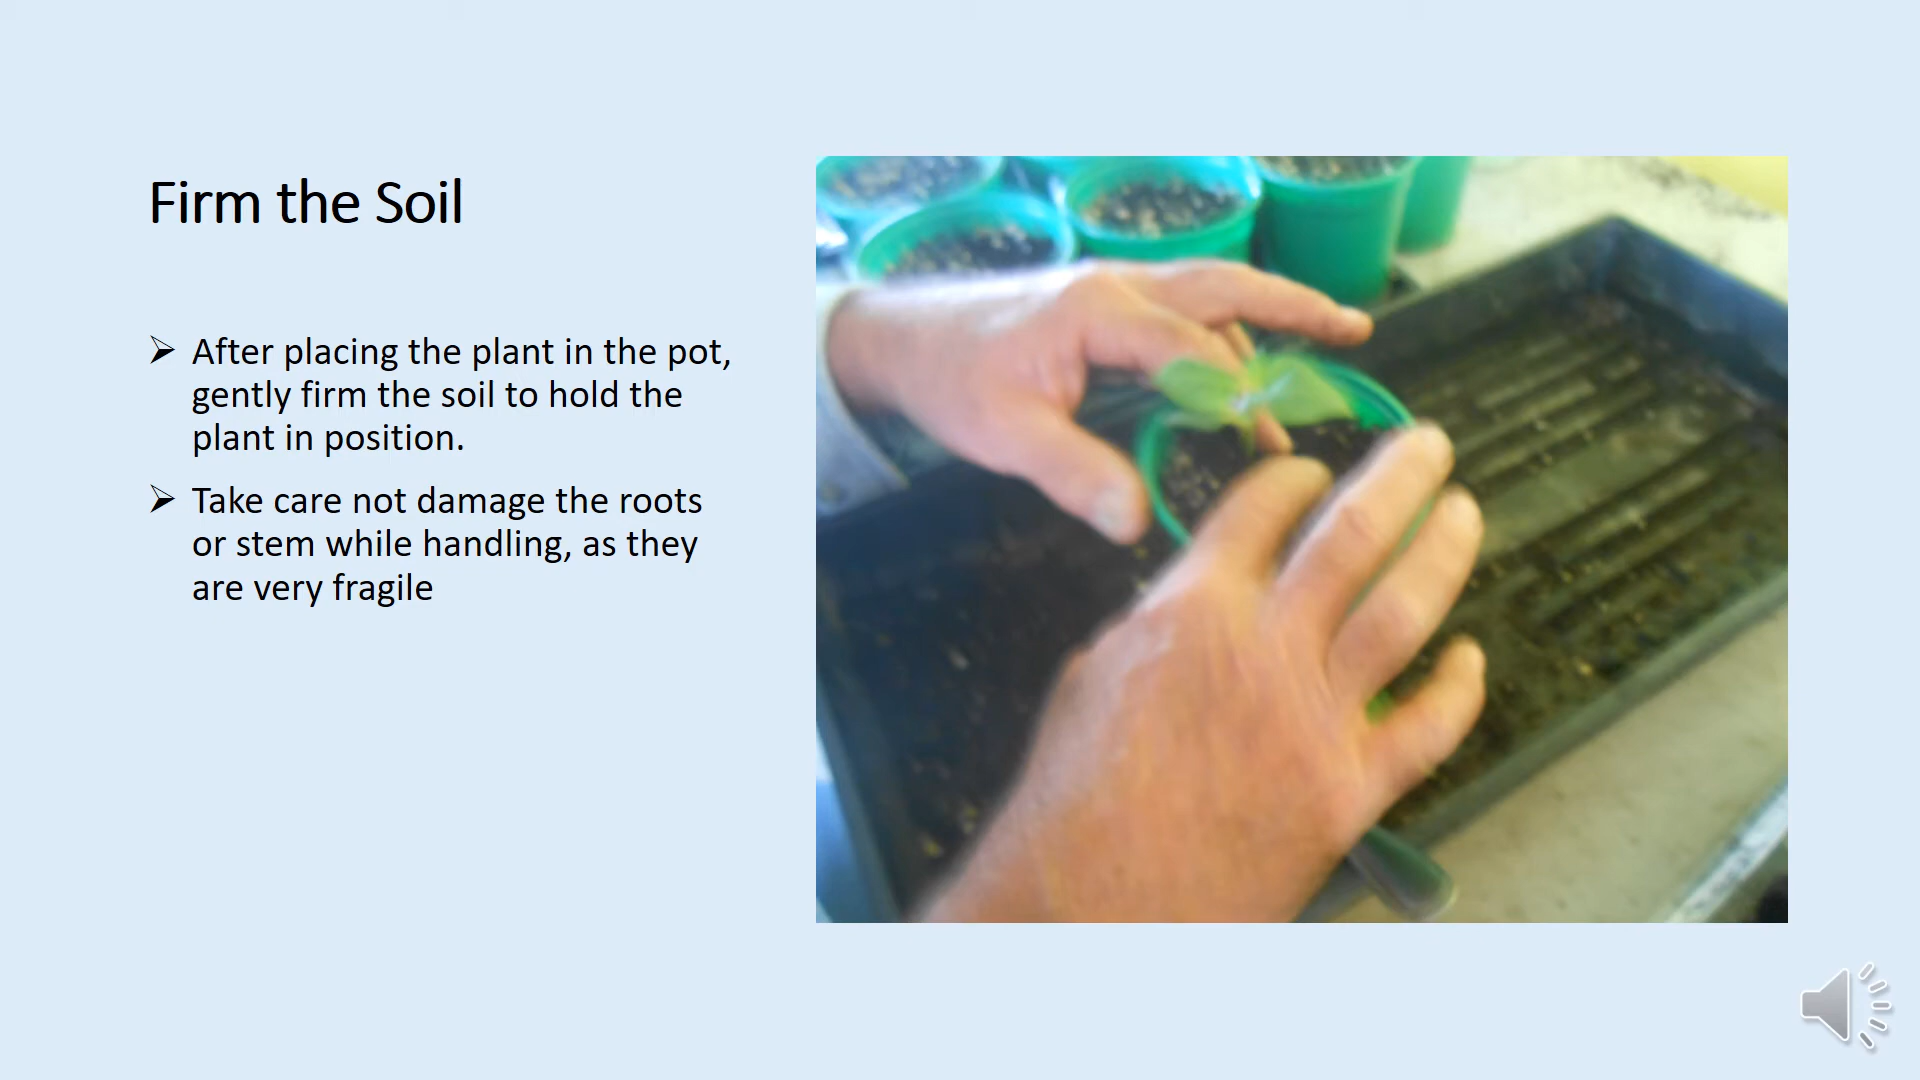 Firm the Soil
After placing the plant in the pot,
gently firm the soil to hold the
plant in position.
Take care not damage the roots
or stem while handling, as they
are very fragile